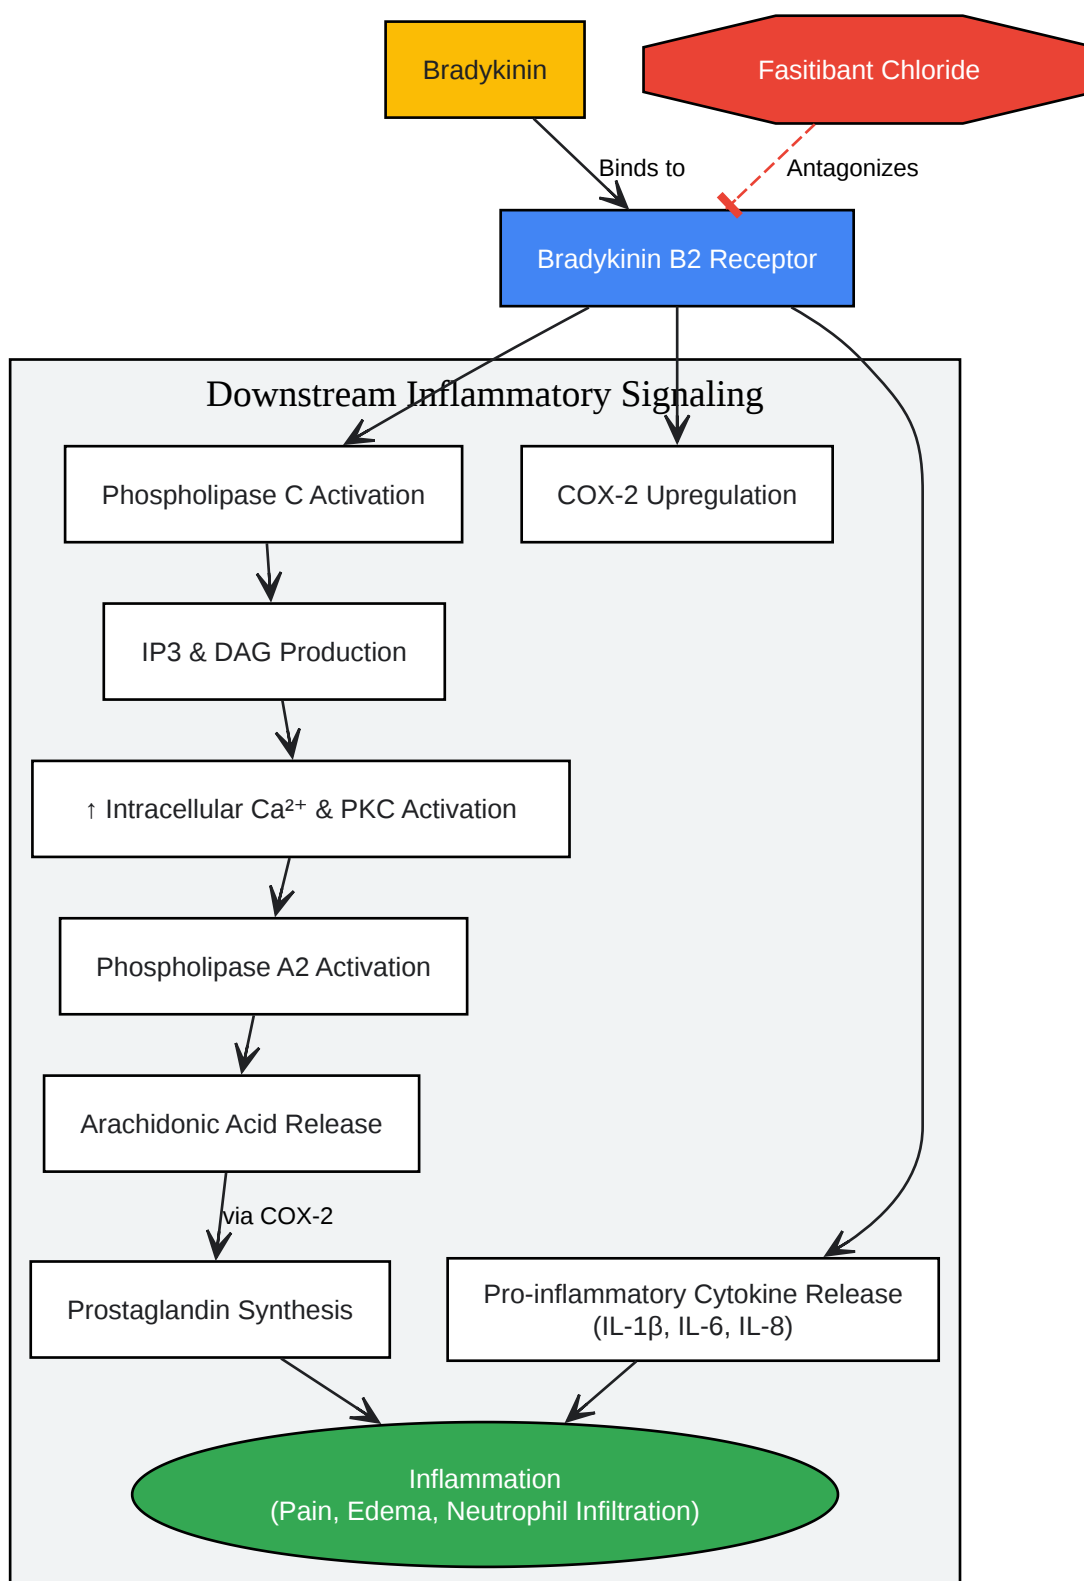 Bradykinin
Fasitibant Chloride
Binds to
Antagonizes
Bradykinin B2 Receptor
Downstream Inflammatory Signaling
Phospholipase C Activation
COX-2 Upregulation
IP3 & DAG Production
↑ Intracellular Ca²⁺ & PKC Activation
Phospholipase A2 Activation
Arachidonic Acid Release
via COX-2
Prostaglandin Synthesis
Pro-inflammatory Cytokine Release
(IL-1β, IL-6, IL-8)
Inflammation
(Pain, Edema, Neutrophil Infiltration)